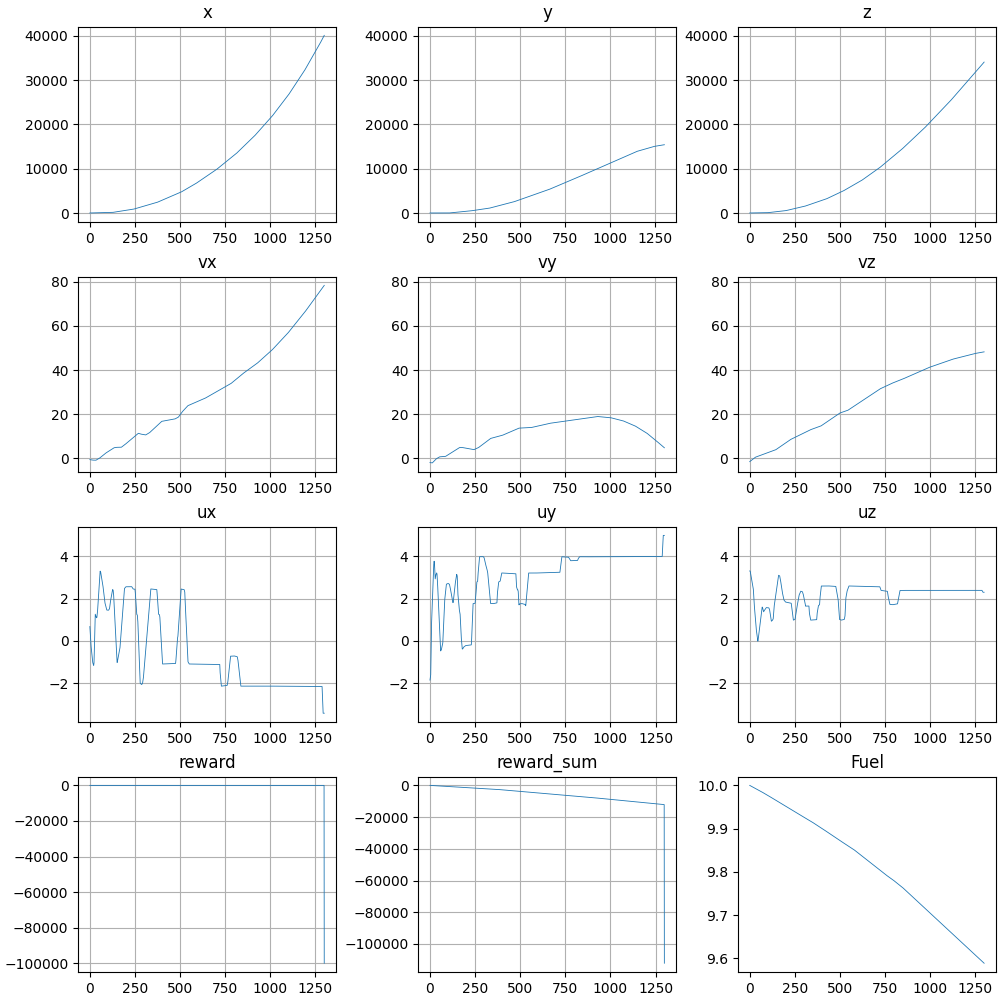 x y z
40000 40000 40000
30000 30000 30000
20000 20000 20000
10000 10000 10000
0 0 0
0 250 500 750 1000 1250 0 250 500 750 1000 1250 0 250 500 750 1000 1250
vx vy vz
80 80 80
60 60 60
40 40 40
20 20 20
0 0 0
0 250 500 750 1000 1250 0 250 500 750 1000 1250 0 250 500 750 1000 1250
ux uy uz
4 4 4
2 2 2
0 0 0
−2 −2 −2
0 250 500 750 1000 1250 0 250 500 750 1000 1250 0 250 500 750 1000 1250
reward reward_sum Fuel
0 0 10.0
−20000 −20000 9.9
−40000 −40000 9.8
−60000 −60000 9.7
−80000 −80000 9.6
−100000 −100000
0 250 500 750 1000 1250 0 250 500 750 1000 1250 0 250 500 750 1000 1250